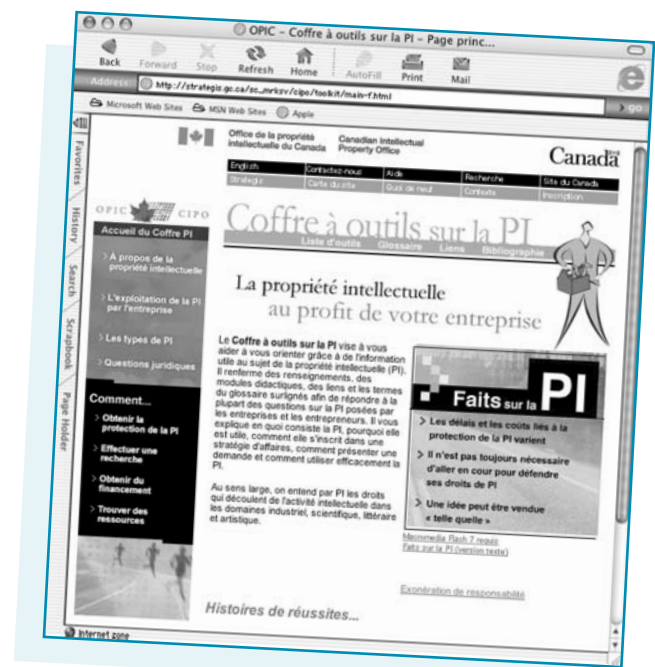 OPIC – Coffre à outils sur la PI – Page princ...
Back Forward Stop Refresh Home AutoFill Print Mail
Address http://strategis.gc.ca/sc_mrksv/cipo/toolkit/main-f.html go
Microsoft Web Sites MSN Web Sites Apple
Favorites
History
Search
Scrapbook
Page Holder
Office de la propriété intellectuelle du Canada
Canadian Intellectual Property Office
Canada
English Contactez-nous Aide Recherche Site du Canada
Strategis Carte du site Quoi de neuf Contexte Inscription
OPIC CIPO
Coffre à outils sur la PI
Liste d'outils Glossaire Liens Bibliographie
Accueil du Coffre PI
> À propos de la
propriété intellectuelle
> L'exploitation de la PI
par l'entreprise
> Les types de PI
> Questions juridiques
Comment...
> Obtenir la
protection de la PI
> Effectuer une
recherche
> Obtenir du
financement
> Trouver des
ressources
La propriété intellectuelle
au profit de votre entreprise
Le Coffre à outils sur la PI vise à vous
aider à vous orienter grâce à de l'information
utile au sujet de la propriété intellectuelle (PI).
Il renferme des renseignements, des
modules didactiques, des liens et les termes
du glossaire surlignés afin de répondre à la
plupart des questions sur la PI posées par
les entreprises et les entrepreneurs. Il vous
explique en quoi consiste la PI, pourquoi elle
est utile, comment elle s'inscrit dans une
stratégie d'affaires, comment présenter une
demande et comment utiliser efficacement la
PI.
Au sens large, on entend par PI les droits
qui découlent de l'activité intellectuelle dans
les domaines industriel, scientifique, littéraire
et artistique.
Faits sur la PI
> Les délais et les coûts liés à la
protection de la PI varient
> Il n'est pas toujours nécessaire
d'aller en cour pour défendre
ses droits de PI
> Une idée peut être vendue
« telle quelle »
Macromedia Flash 7 requis
Faits sur la PI (version texte)
Exonération de responsabilité
Histoires de réussites...
Internet zone